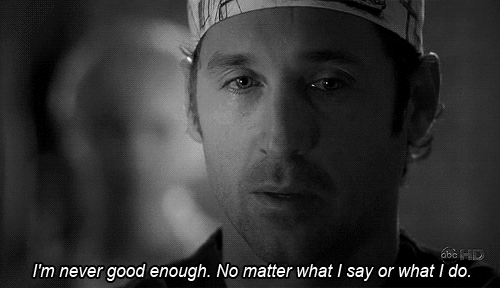 abc HD
I'm never good enough. No matter what I say or what I do.